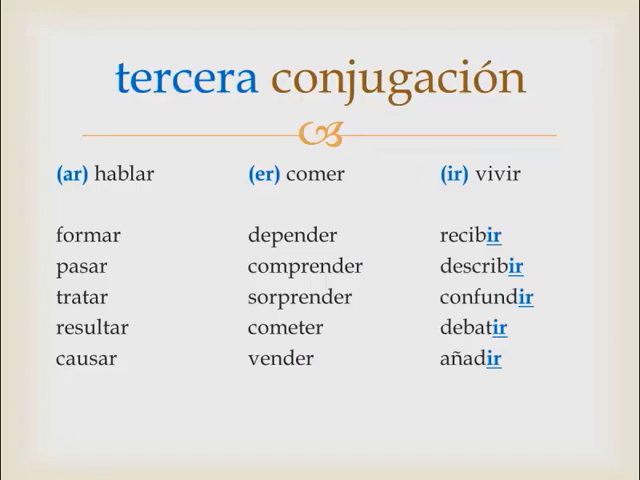 tercera conjugación
(ar) hablar (er) comer (ir) vivir
formar depender recibir
pasar comprender describir
tratar sorprender confundir
resultar cometer debatir
causar vender añadir